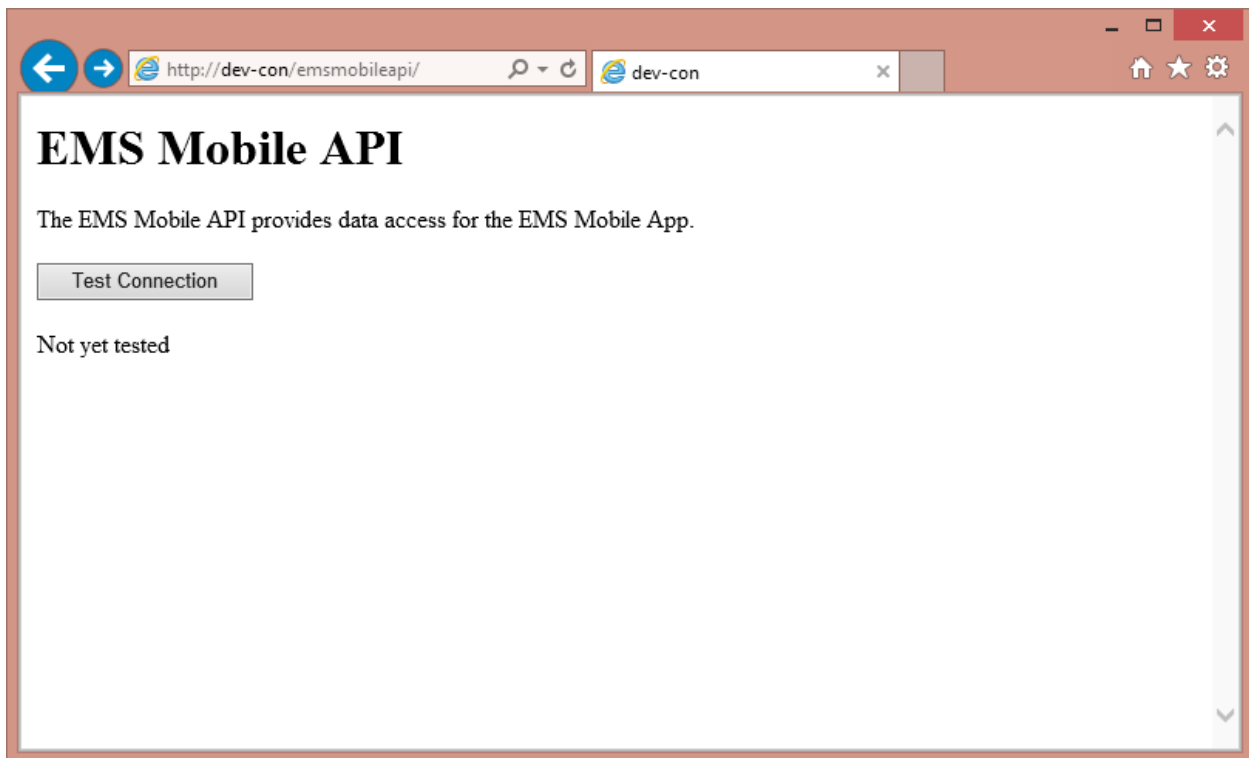 http://dev-con/emsmobileapi/
dev-con
EMS Mobile API
The EMS Mobile API provides data access for the EMS Mobile App.
Test Connection
Not yet tested